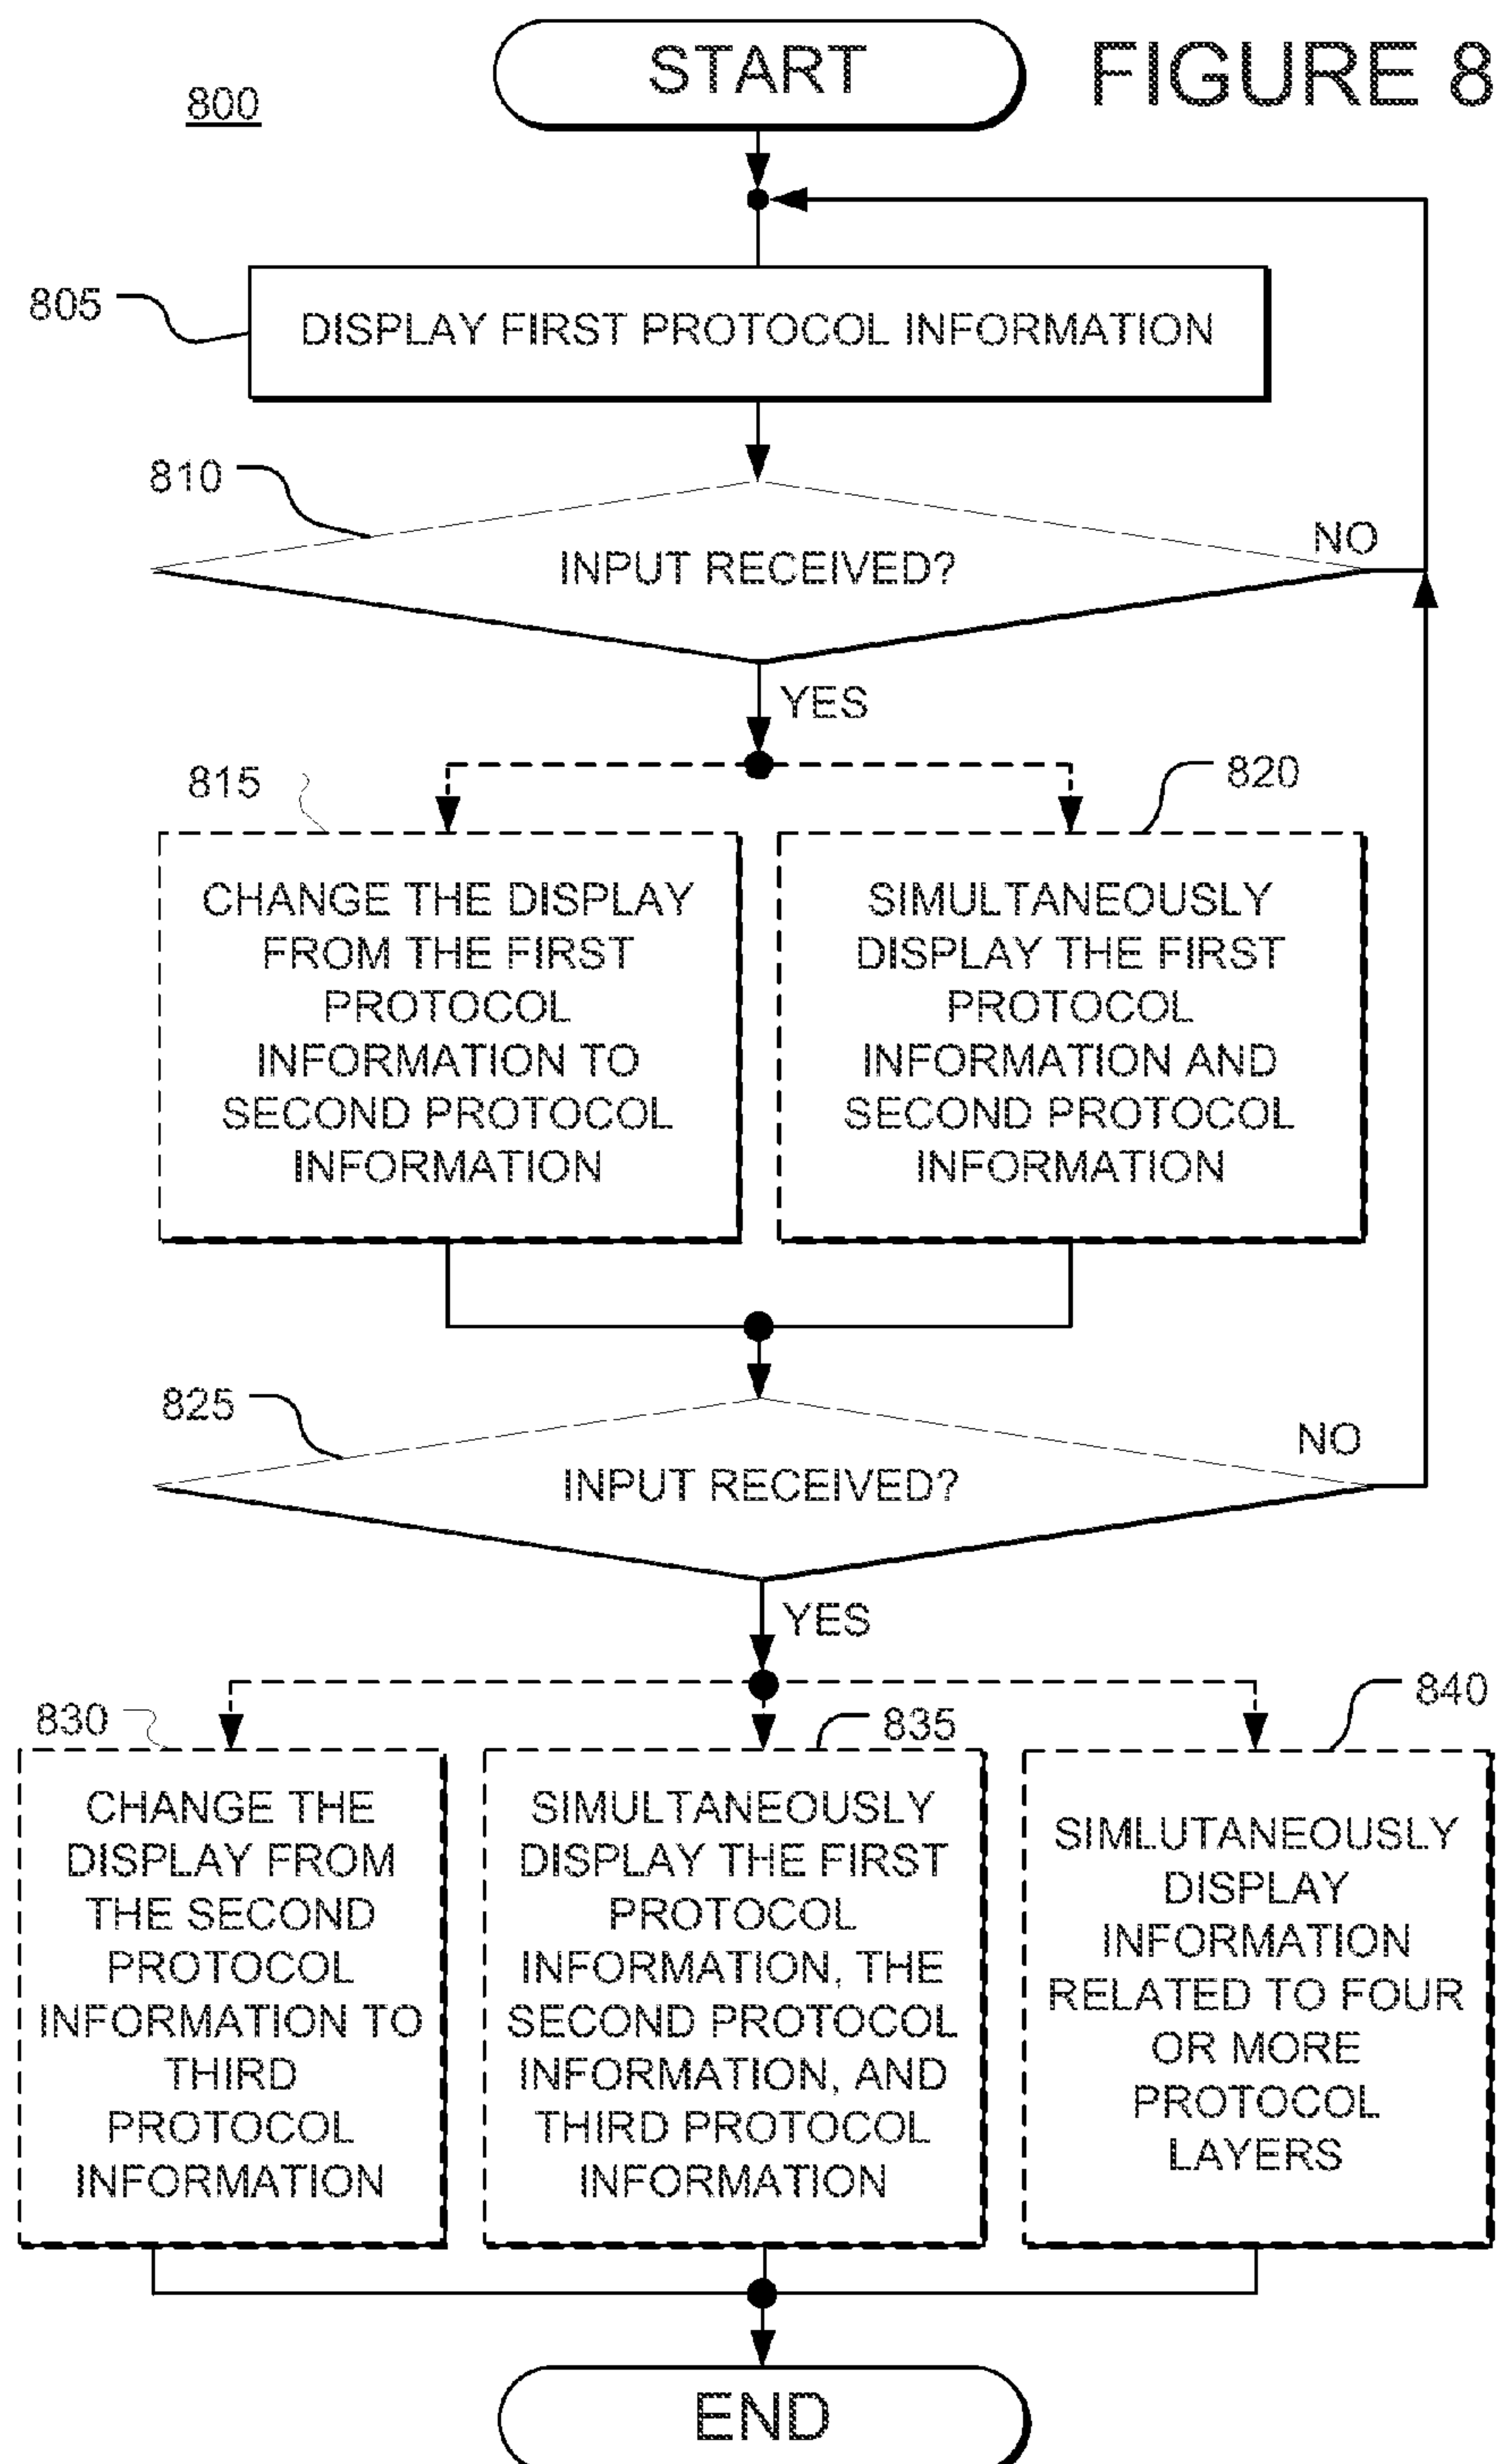 START
FIGURE 8
800
805
DISPLAY FIRST PROTOCOL INFORMATION
810
INPUT RECEIVED?
NO
YES
815
CHANGE THE DISPLAY
FROM THE FIRST
PROTOCOL
INFORMATION TO
SECOND PROTOCOL
INFORMATION
820
SIMULTANEOUSLY
DISPLAY THE FIRST
PROTOCOL
INFORMATION AND
SECOND PROTOCOL
INFORMATION
825
INPUT RECEIVED?
NO
YES
830
CHANGE THE
DISPLAY FROM
THE SECOND
PROTOCOL
INFORMATION TO
THIRD
PROTOCOL
INFORMATION
835
SIMULTANEOUSLY
DISPLAY THE FIRST
PROTOCOL
INFORMATION, THE
SECOND PROTOCOL
INFORMATION, AND
THIRD PROTOCOL
INFORMATION
840
SIMLUTANEOUSLY
DISPLAY
INFORMATION
RELATED TO FOUR
OR MORE
PROTOCOL
LAYERS
END